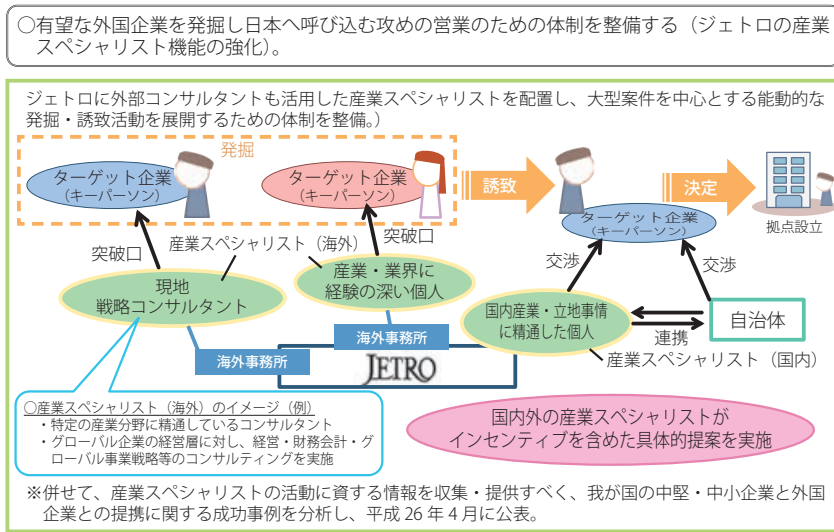 ○有望な外国企業を発掘し日本へ呼び込む攻めの営業のための体制を整備する（ジェトロの産業
スペシャリスト機能の強化）。
ジェトロに外部コンサルタントも活用した産業スペシャリストを配置し、大型案件を中心とする能動的な
発掘・誘致活動を展開するための体制を整備。）
発掘
ターゲット企業
（キーパーソン）
ターゲット企業
（キーパーソン）
誘致
ターゲット企業
（キーパーソン）
決定
拠点設立
突破口
産業スペシャリスト（海外）
突破口
交渉
交渉
現地
戦略コンサルタント
産業・業界に
経験の深い個人
国内産業・立地事情
に精通した個人
連携
自治体
海外事務所
海外事務所
JETRO
産業スペシャリスト（国内）
○産業スペシャリスト（海外）のイメージ（例）
・特定の産業分野に精通しているコンサルタント
・グローバル企業の経営層に対し、経営・財務会計・グ
ローバル事業戦略等のコンサルティングを実施
国内外の産業スペシャリストが
インセンティブを含めた具体的提案を実施
※併せて、産業スペシャリストの活動に資する情報を収集・提供すべく、我が国の中堅・中小企業と外国
企業との提携に関する成功事例を分析し、平成 26 年 4 月に公表。